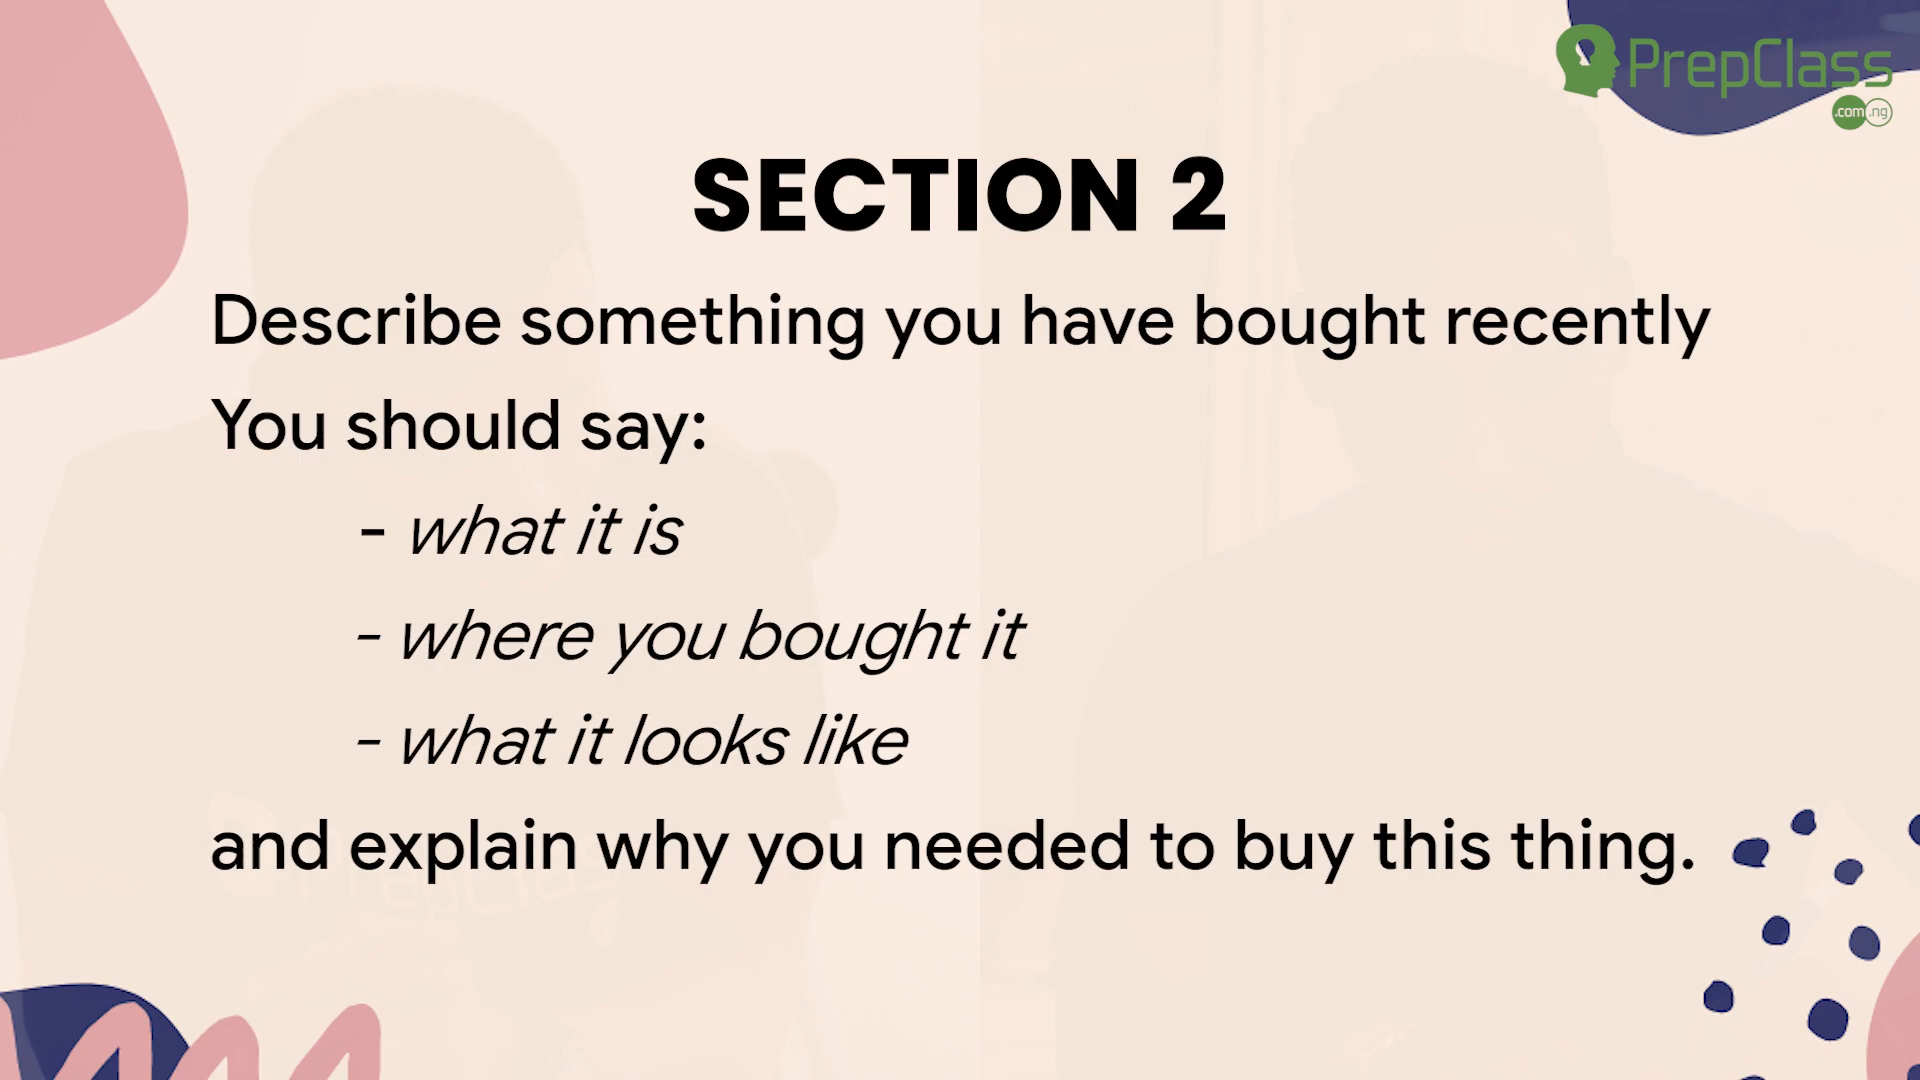 PrepClass
.com.ng
SECTION 2
Describe something you have bought recently
You should say:
- what it is
- where you bought it
- what it looks like
and explain why you needed to buy this thing.
PrepClass